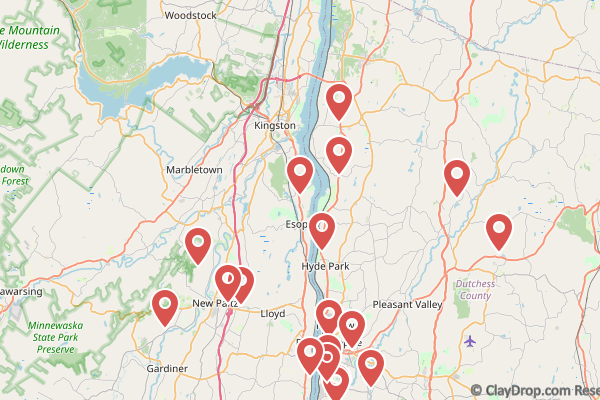 Woodstock
Mountain
Wilderness
Kingston
Marbletown
down
Forest
Esop
Hyde Park
awarsing
Dutchess
County
New Paltz
Lloyd
Pleasant Valley
Minnewaska
State Park
Preserve
Gardiner
© ClayDrop.com Rese